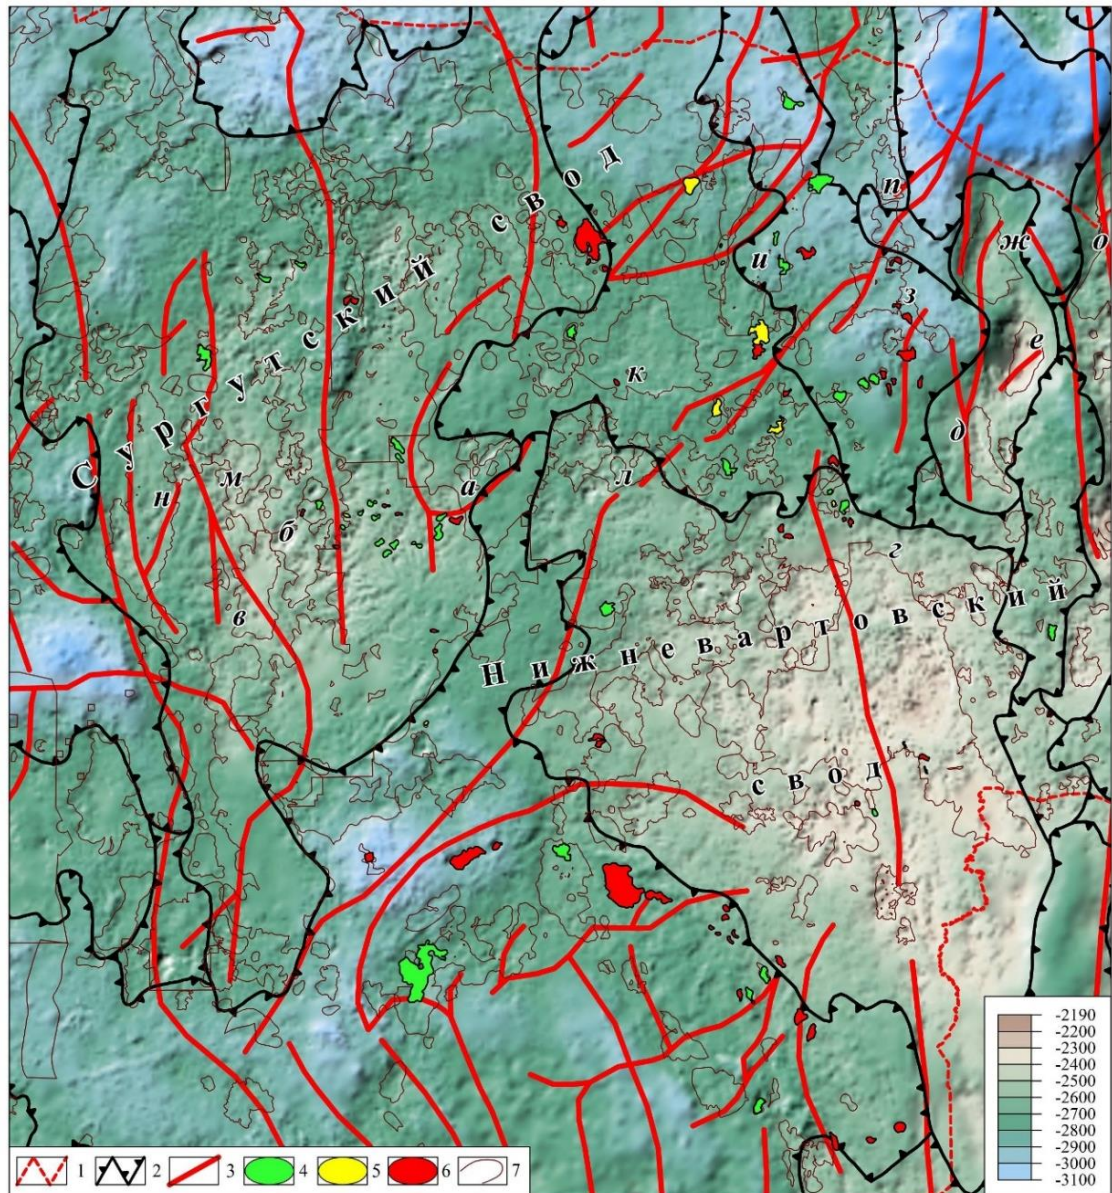 Сургутский свод
п
ж
о
и
з
е
к
д
а
л
м
н
б
г
в
Нижневартовский
свод
-2190
-2200
-2300
-2400
-2500
-2600
-2700
-2800
-2900
-3000
-3100
1 2 3 4 5 6 7